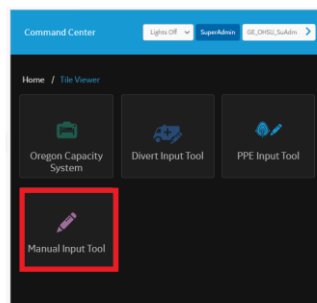 Command Center
Lights Off
SuperAdmin
GE_OHSU_SuAdm
Home / Tile Viewer
Oregon Capacity
System
Divert Input Tool
PPE Input Tool
Manual Input Tool